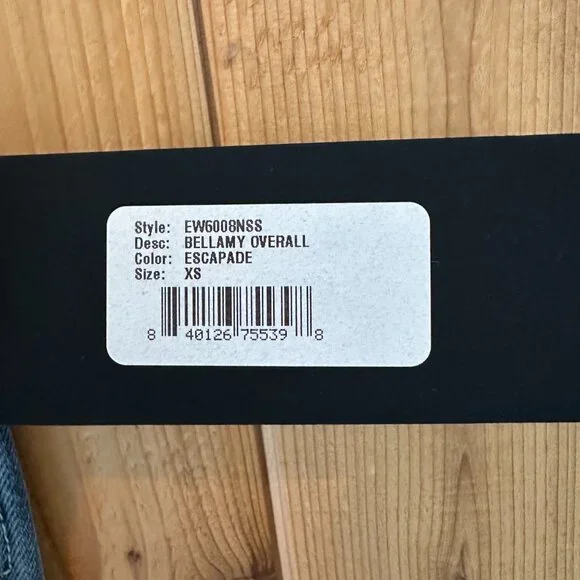 Style: EW6008NSS
Desc: BELLAMY OVERALL
Color: ESCAPADE
Size: XS
8 40126 75539 8